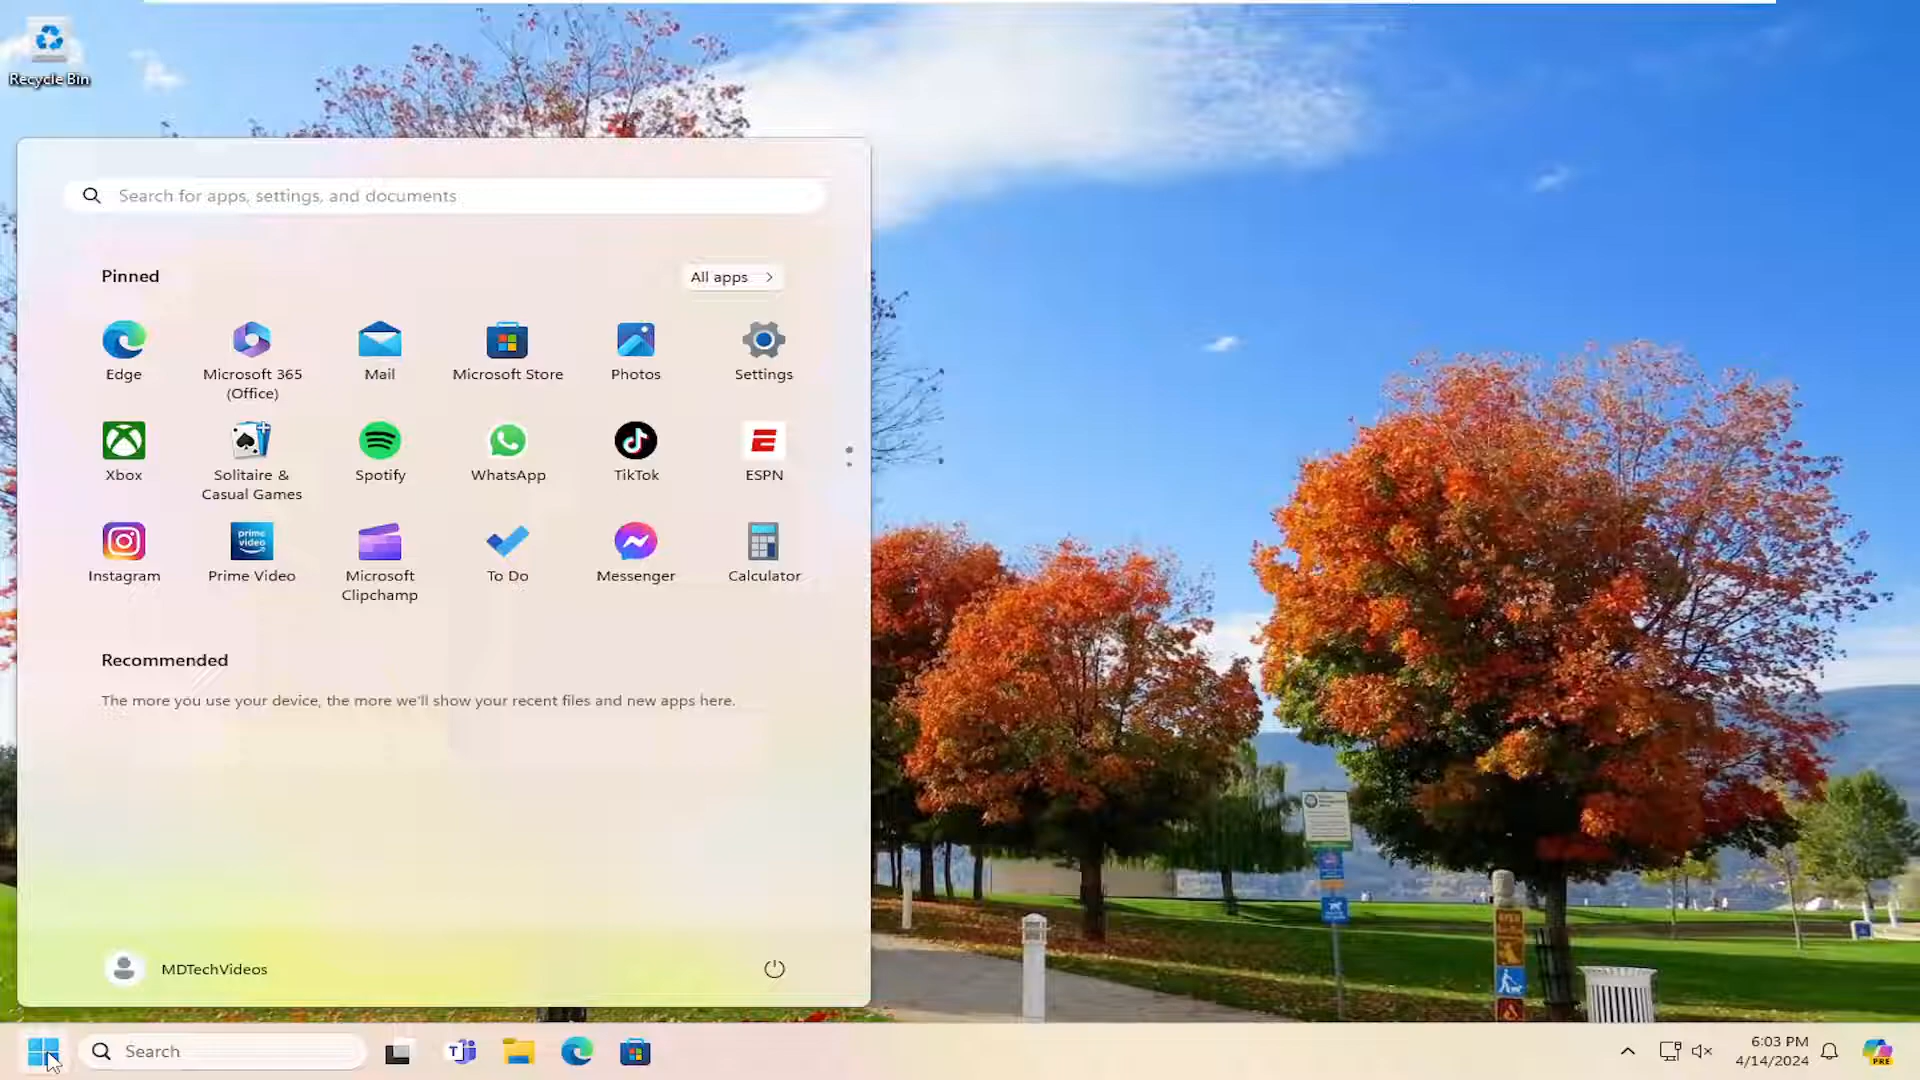 Recycle Bin
Search for apps, settings, and documents
Pinned
All apps
Edge
Microsoft 365
(Office)
Mail
Microsoft Store
Photos
Settings
Xbox
Solitaire &
Casual Games
Spotify
WhatsApp
TikTok
ESPN
prime
video
Instagram
Prime Video
Microsoft
Clipchamp
To Do
Messenger
Calculator
Recommended
The more you use your device, the more we'll show your recent files and new apps here.
MDTechVideos
Search
6:03 PM
4/14/2024
PRE